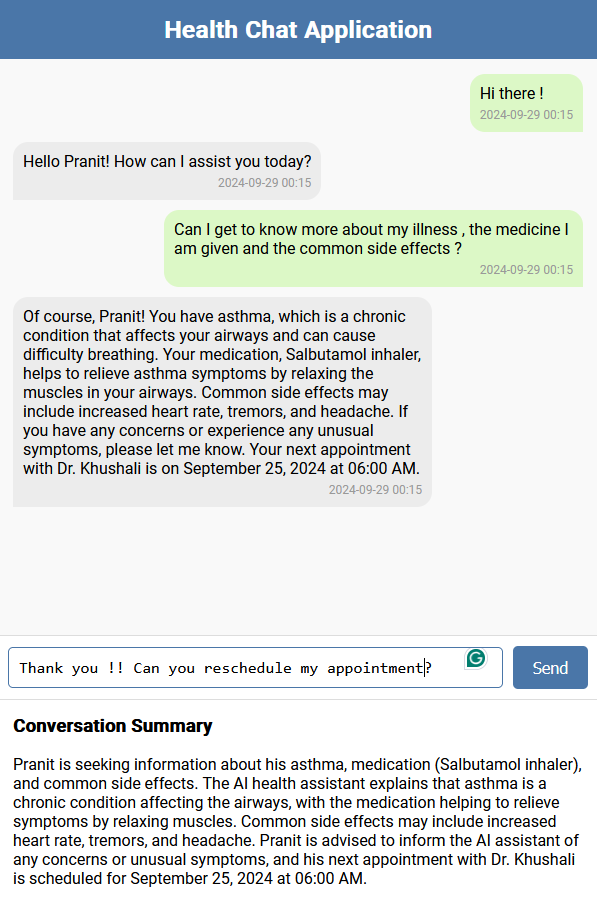 Health Chat Application
Hi there !
2024-09-29 00:15
Hello Pranit! How can I assist you today?
2024-09-29 00:15
Can I get to know more about my illness , the medicine I
am given and the common side effects ?
2024-09-29 00:15
Of course, Pranit! You have asthma, which is a chronic
condition that affects your airways and can cause
difficulty breathing. Your medication, Salbutamol inhaler,
helps to relieve asthma symptoms by relaxing the
muscles in your airways. Common side effects may
include increased heart rate, tremors, and headache. If
you have any concerns or experience any unusual
symptoms, please let me know. Your next appointment
with Dr. Khushali is on September 25, 2024 at 06:00 AM.
2024-09-29 00:15
Thank you !! Can you reschedule my appointment?
Send
Conversation Summary
Pranit is seeking information about his asthma, medication (Salbutamol inhaler),
and common side effects. The AI health assistant explains that asthma is a
chronic condition affecting the airways, with the medication helping to relieve
symptoms by relaxing muscles. Common side effects may include increased
heart rate, tremors, and headache. Pranit is advised to inform the AI assistant of
any concerns or unusual symptoms, and his next appointment with Dr. Khushali
is scheduled for September 25, 2024 at 06:00 AM.